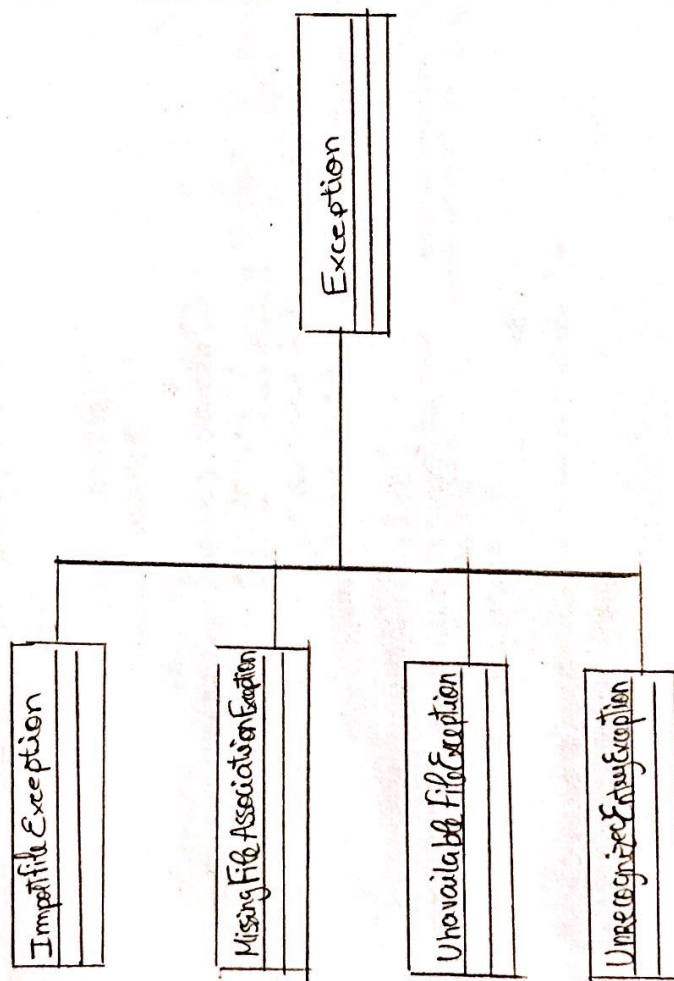 Exception
ImportFileException
MissingFileAssociationException
UnavailableFileException
UnrecognizedEntryException